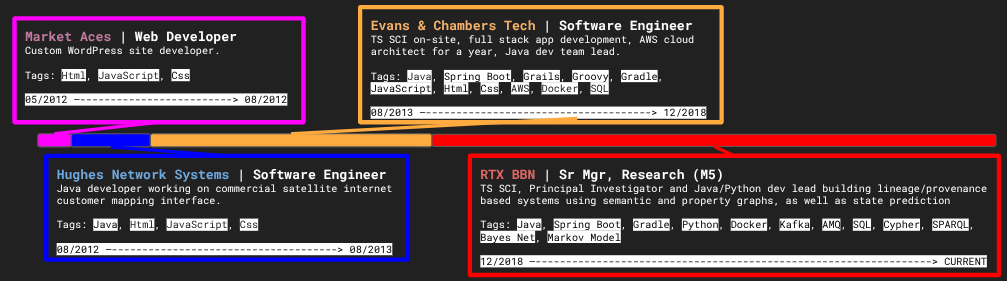 Market Aces | Web Developer
Custom WordPress site developer.
Tags: Html, JavaScript, Css
05/2012 —------------------------> 08/2012
Evans & Chambers Tech | Software Engineer
TS SCI on-site, full stack app development, AWS cloud
architect for a year, Java dev team lead.
Tags: Java, Spring Boot, Grails, Groovy, Gradle,
JavaScript, Html, Css, AWS, Docker, SQL
08/2013 —-----------------------------------> 12/2018
Hughes Network Systems | Software Engineer
Java developer working on commercial satellite internet
customer mapping interface.
Tags: Java, Html, JavaScript, Css
08/2012 —-----------------------------------> 08/2013
RTX BBN | Sr Mgr, Research (M5)
TS SCI, Principal Investigator and Java/Python dev lead building lineage/provenance
based systems using semantic and property graphs, as well as state prediction
Tags: Java, Spring Boot, Gradle, Python, Docker, Kafka, AMQ, SQL, Cypher, SPARQL,
Bayes Net, Markov Model
12/2018 —---------------------------------------------------------------> CURRENT